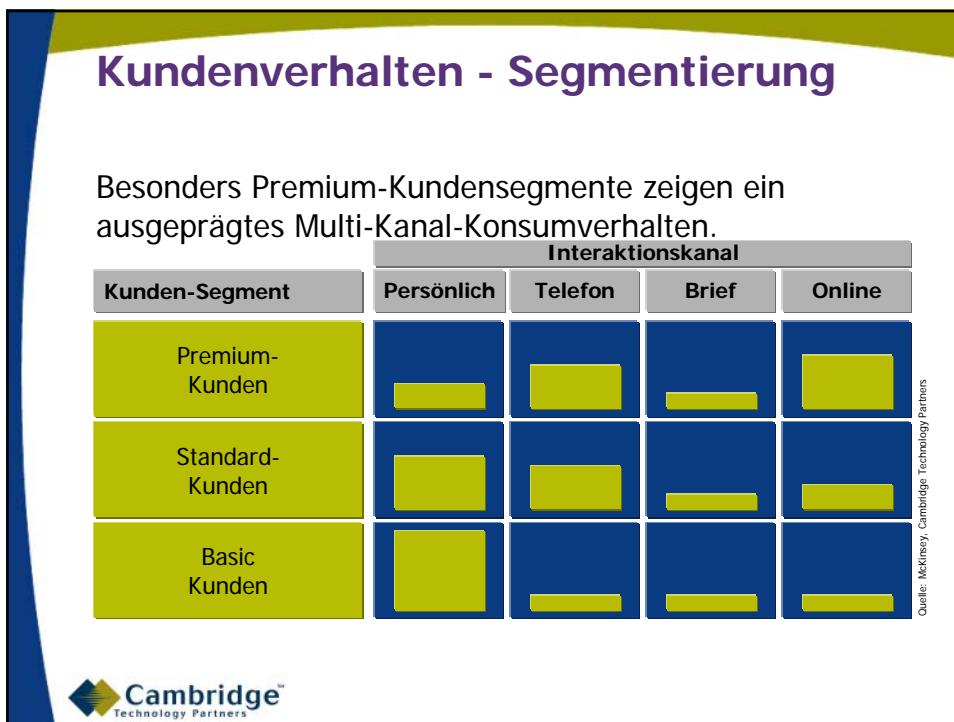 Kundenverhalten - Segmentierung
Besonders Premium-Kundensegmente zeigen ein
ausgeprägtes Multi-Kanal-Konsumverhalten.
Interaktionskanal
Kunden-Segment Persönlich Telefon Brief Online
Premium-
Kunden
Standard-
Kunden
Basic
Kunden
Quelle: McKinsey, Cambridge Technology Partners
Cambridge™
Technology Partners